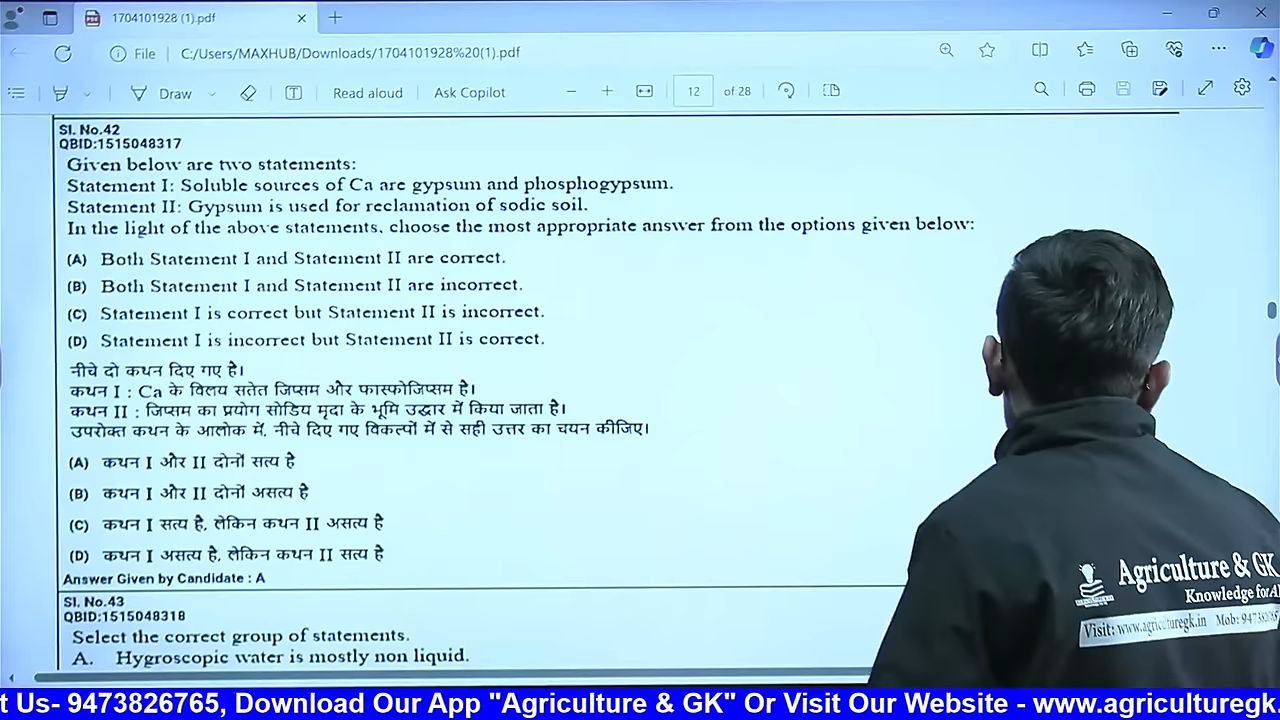 1704101928 (1).pdf
File C:/Users/MAXHUB/Downloads/1704101928%20(1).pdf
Draw Read aloud Ask Copilot 12 of 28
SI. No.42
QBID:1515048317
Given below are two statements:
Statement I: Soluble sources of Ca are gypsum and phosphogypsum.
Statement II: Gypsum is used for reclamation of sodic soil.
In the light of the above statements, choose the most appropriate answer from the options given below:
(A) Both Statement I and Statement II are correct.
(B) Both Statement I and Statement II are incorrect.
(C) Statement I is correct but Statement II is incorrect.
(D) Statement I is incorrect but Statement II is correct.
नीचे दो कथन दिए गए है।
कथन I : Ca के विलय सतेत जिप्सम और फास्फोजिप्सम है।
कथन II : जिप्सम का प्रयोग सोडिय मृदा के भूमि उद्धार में किया जाता है।
उपरोक्त कथन के आलोक में, नीचे दिए गए विकल्पों में से सही उत्तर का चयन कीजिए।
(A) कथन I और II दोनों सत्य है
(B) कथन I और II दोनों असत्य है
(C) कथन I सत्य है, लेकिन कथन II असत्य है
(D) कथन I असत्य है, लेकिन कथन II सत्य है
Answer Given by Candidate : A
SI. No.43
QBID:1515048318
Select the correct group of statements.
A. Hygroscopic water is mostly non liquid.
Agriculture & GK
Knowledge for
Visit: www.agriculturegk.in Mob:
t Us- 9473826765, Download Our App "Agriculture & GK" Or Visit Our Website - www.agriculturegk.